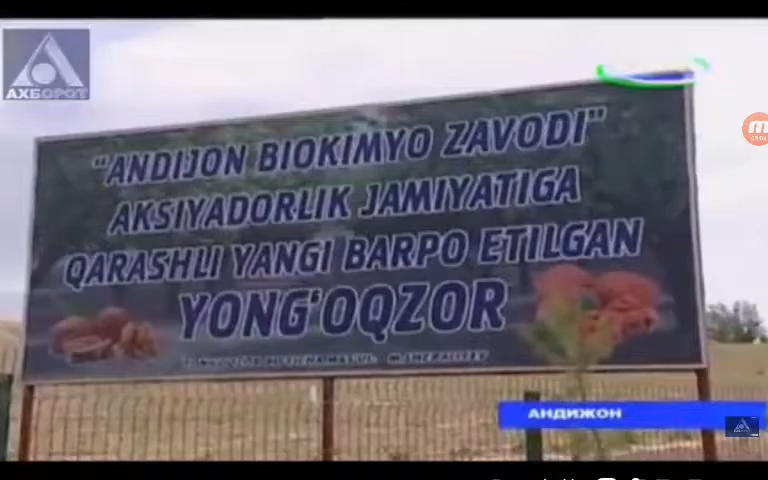 АХБОРОТ
"ANDIJON BIOKIMYO ZAVODI"
AKSIYADORLIK JAMIYATIGA
QARASHLI YANGI BARPO ETILGAN
YONG'OQZOR
АНДИЖОН